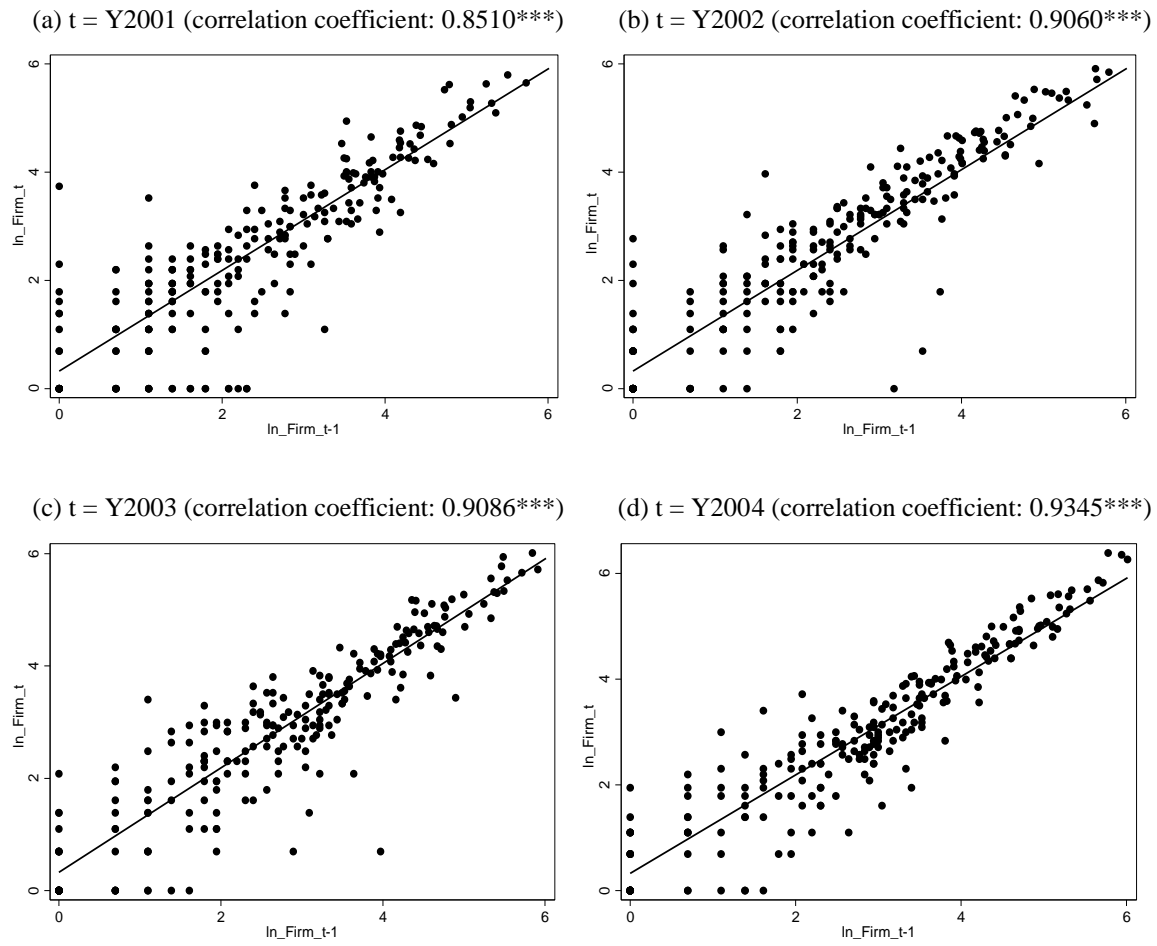 (a) t = Y2001 (correlation coefficient: 0.8510***)
(b) t = Y2002 (correlation coefficient: 0.9060***)
6
4
2
0
ln_Firm_t
0 2 4 6
ln_Firm_t-1
6
4
2
0
ln_Firm_t
0 2 4 6
ln_Firm_t-1
(c) t = Y2003 (correlation coefficient: 0.9086***)
(d) t = Y2004 (correlation coefficient: 0.9345***)
6
4
2
0
ln_Firm_t
0 2 4 6
ln_Firm_t-1
6
4
2
0
ln_Firm_t
0 2 4 6
ln_Firm_t-1